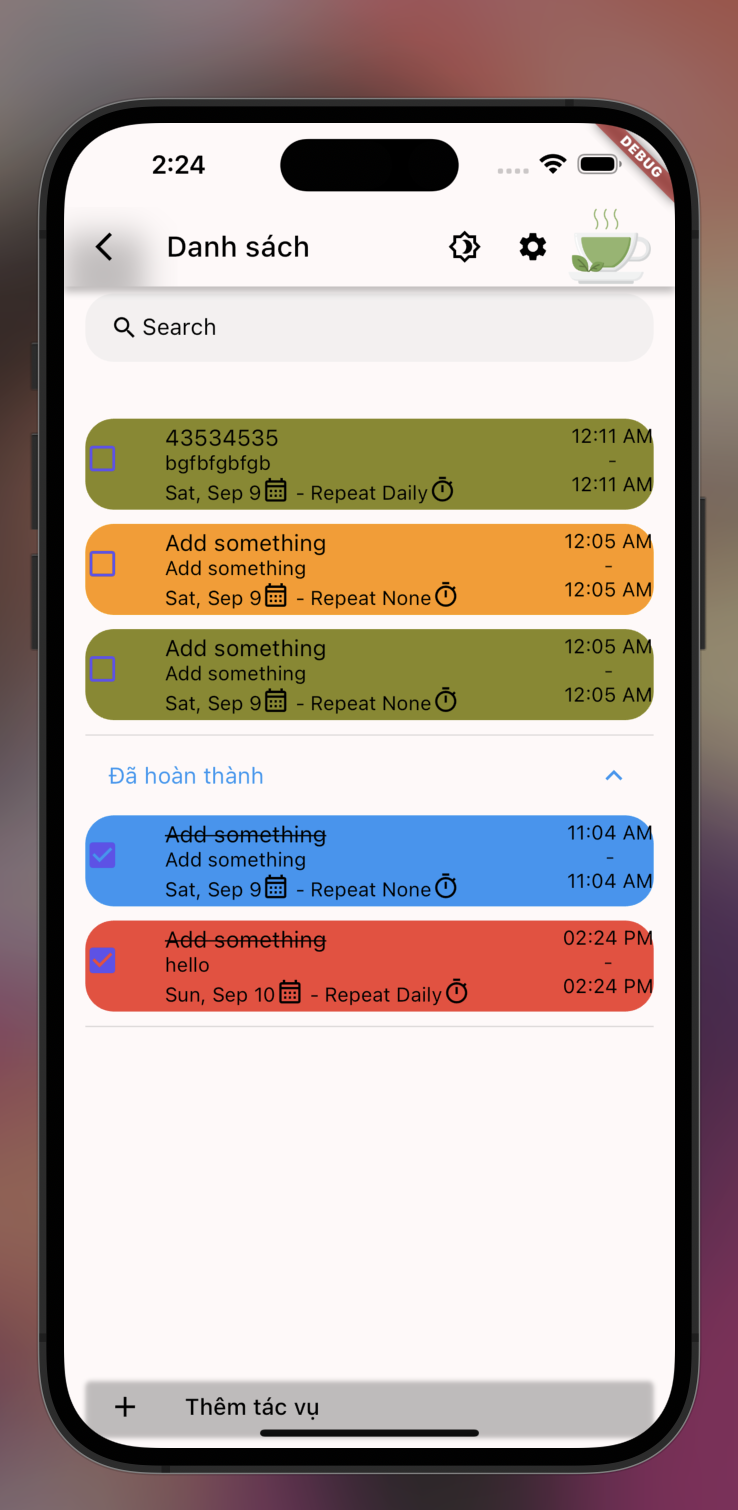 2:24
DEBUG
Danh sách
Search
43534535
12:11 AM
bgfbfgbfgb
-
Sat, Sep 9 - Repeat Daily
12:11 AM
Add something
12:05 AM
Add something
-
Sat, Sep 9 - Repeat None
12:05 AM
Add something
12:05 AM
Add something
-
Sat, Sep 9 - Repeat None
12:05 AM
Đã hoàn thành
Add something
11:04 AM
Add something
-
Sat, Sep 9 - Repeat None
11:04 AM
Add something
02:24 PM
hello
-
Sun, Sep 10 - Repeat Daily
02:24 PM
+ Thêm tác vụ